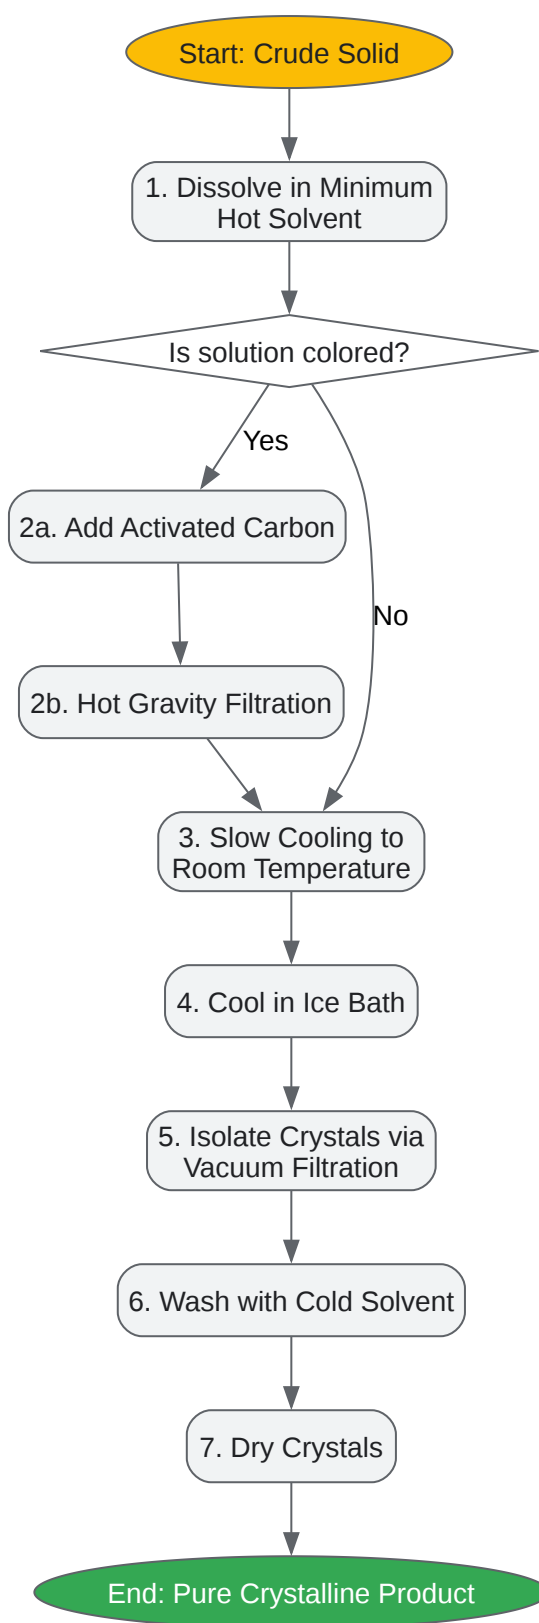 Start: Crude Solid
1. Dissolve in Minimum
Hot Solvent
Is solution colored?
Yes
2a. Add Activated Carbon
No
2b. Hot Gravity Filtration
3. Slow Cooling to
Room Temperature
4. Cool in Ice Bath
5. Isolate Crystals via
Vacuum Filtration
6. Wash with Cold Solvent
7. Dry Crystals
End: Pure Crystalline Product